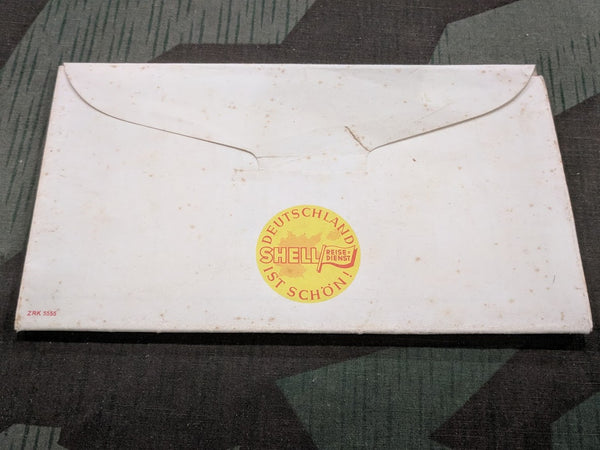 DEUTSCHLAND
SHELL
REISE-
DIENST
IST SCHÖN!
ZRK 5555